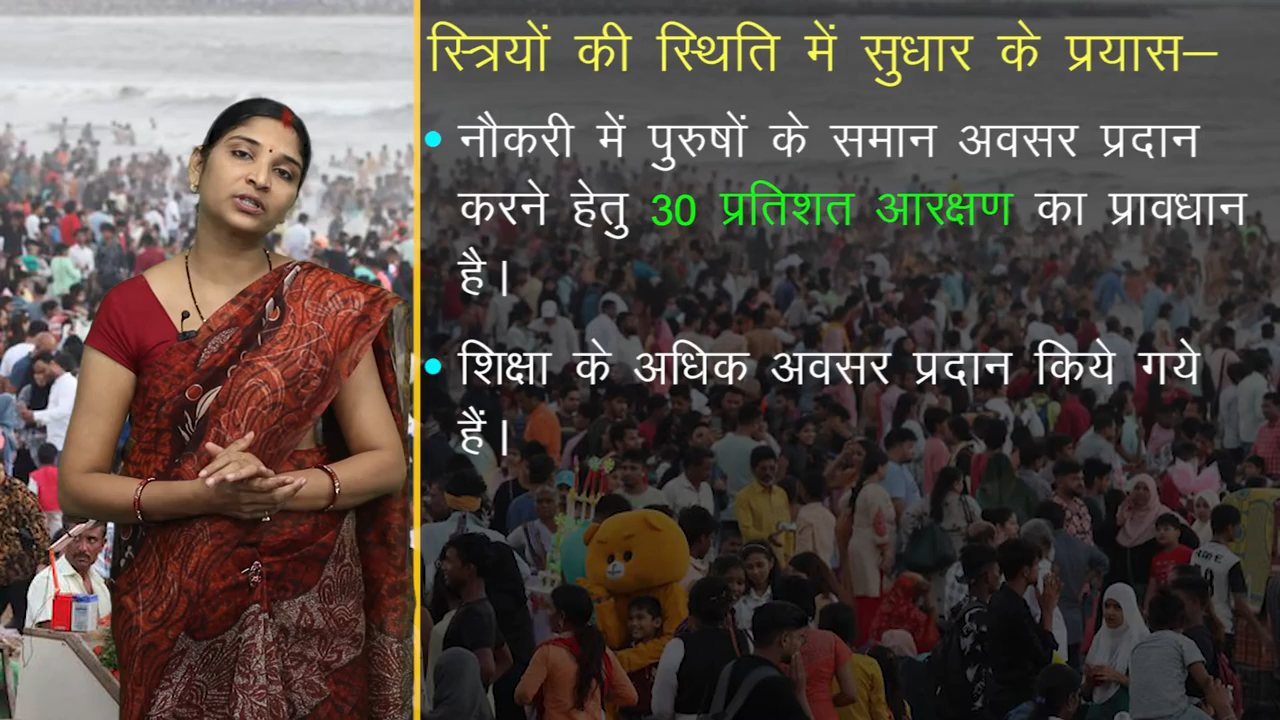 स्त्रियों की स्थिति में सुधार के प्रयास–
• नौकरी में पुरुषों के समान अवसर प्रदान
करने हेतु 30 प्रतिशत आरक्षण का प्रावधान
है।
• शिक्षा के अधिक अवसर प्रदान किये गये
हैं।